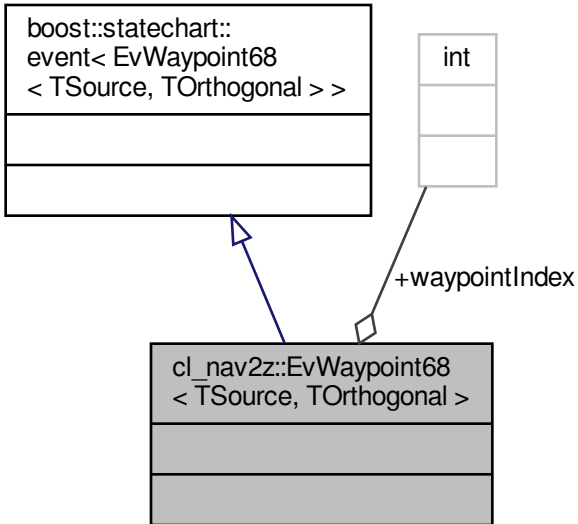 boost::statechart::
event< EvWaypoint68
< TSource, TOrthogonal > >
int
+waypointIndex
cl_nav2z::EvWaypoint68
< TSource, TOrthogonal >